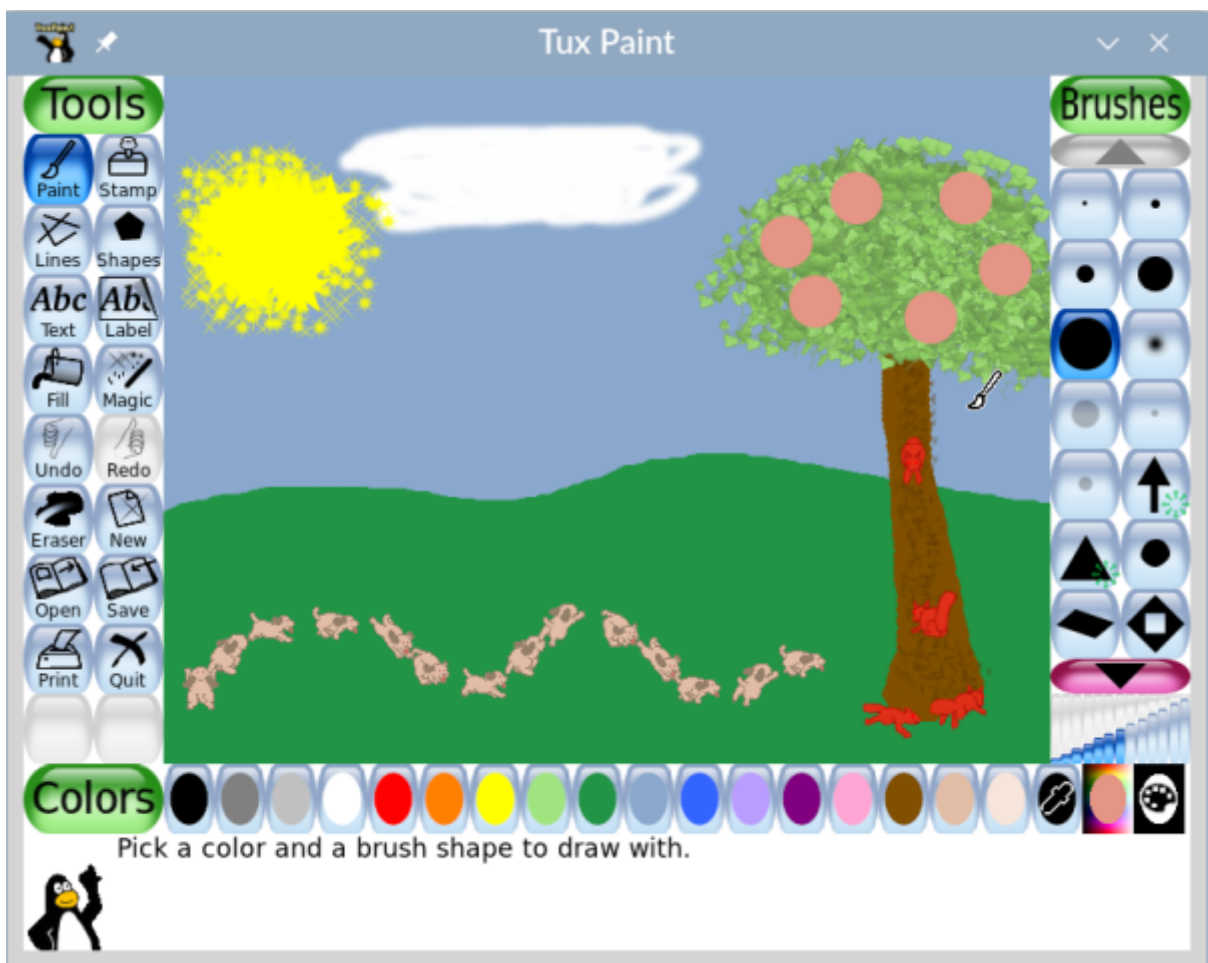 Tux Paint
Tools
Brushes
Paint Stamp
Lines Shapes
Abc Abc
Text Label
Fill Magic
Undo Redo
Eraser New
Open Save
Print Quit
Colors
Pick a color and a brush shape to draw with.